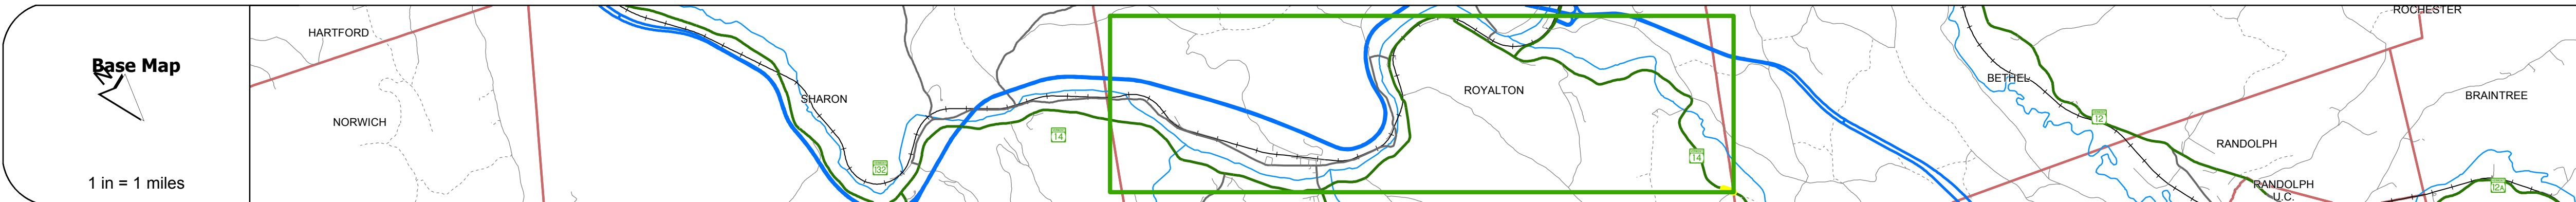 Base Map
N
1 in = 1 miles
HARTFORD
NORWICH
SHARON
132
14
ROYALTON
14
BETHEL
12
ROCHESTER
BRAINTREE
RANDOLPH
RANDOLPH
U.C.
12A